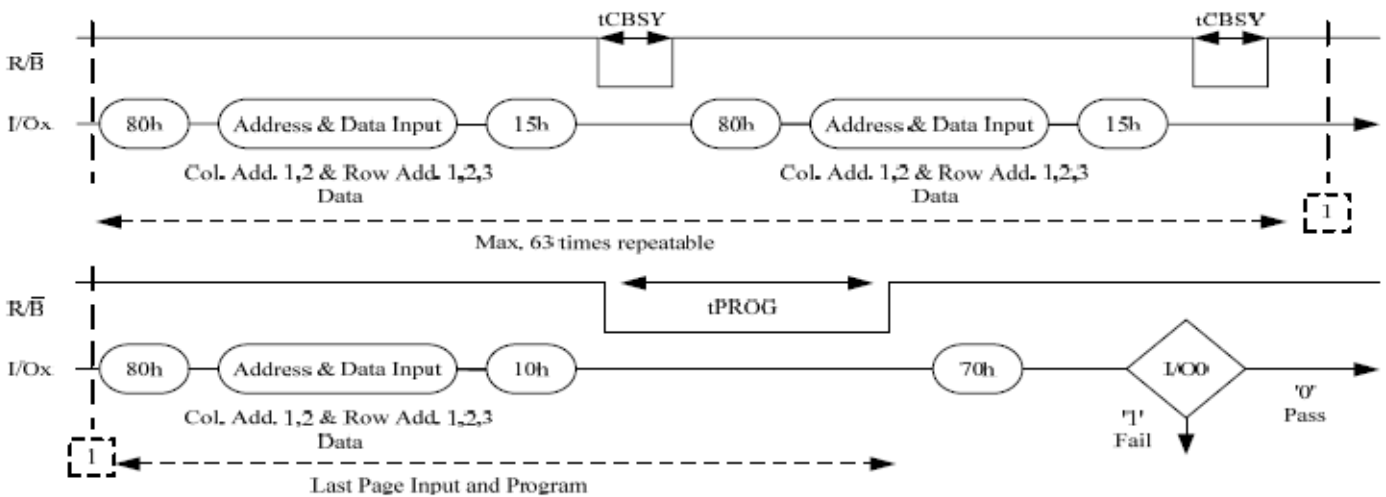 tCBSY tCBSY
R/B̅
I/Ox 80h Address & Data Input 15h 80h Address & Data Input 15h
Col. Add. 1,2 & Row Add. 1,2,3 Col. Add. 1,2 & Row Add. 1,2,3
Data Data
1
Max. 63 times repeatable
R/B̅
tPROG
I/Ox 80h Address & Data Input 10h 70h I/O0
'0'
Col. Add. 1,2 & Row Add. 1,2,3 '1' Pass
Data Fail
1
Last Page Input and Program